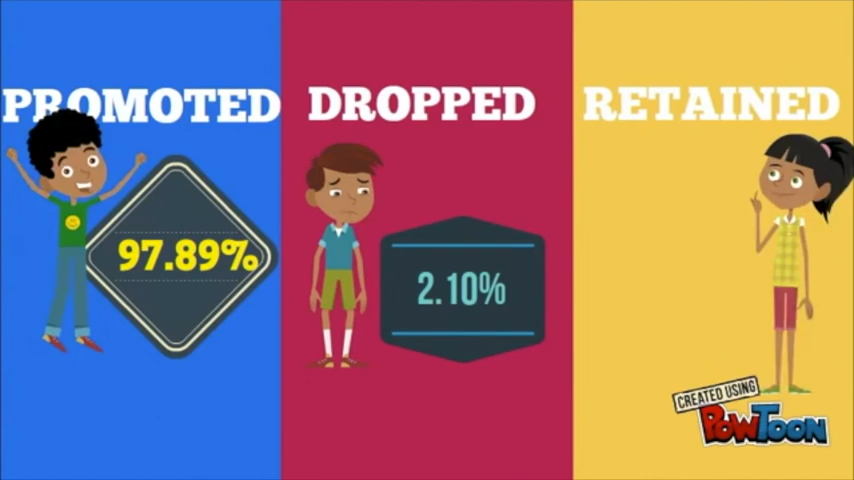 PROMOTED
97.89%
DROPPED
2.10%
RETAINED
CREATED USING
POWTOON